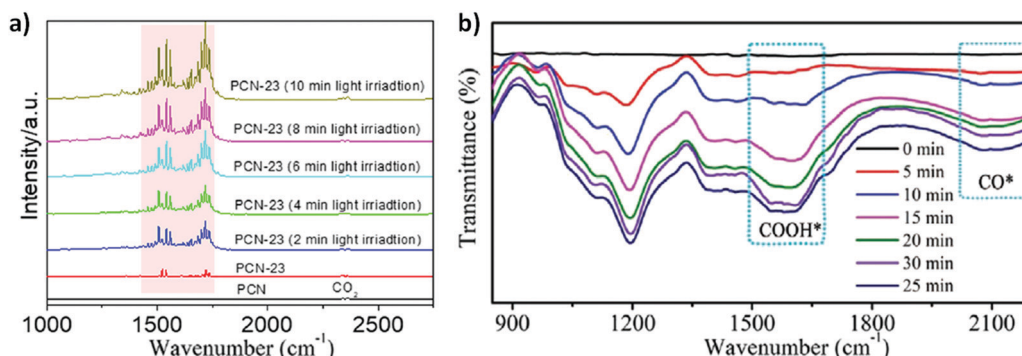 a)
Intensity/a.u.
PCN-23 (10 min light irriadtion)
PCN-23 (8 min light irriadtion)
PCN-23 (6 min light irriadtion)
PCN-23 (4 min light irriadtion)
PCN-23 (2 min light irriadtion)
PCN-23
PCN CO₂
1000 1500 2000 2500
Wavenumber (cm⁻¹)
b)
Transmittance (%)
0 min
5 min
10 min
15 min
20 min
30 min
25 min
COOH*
CO*
900 1200 1500 1800 2100
Wavenumber (cm⁻¹)